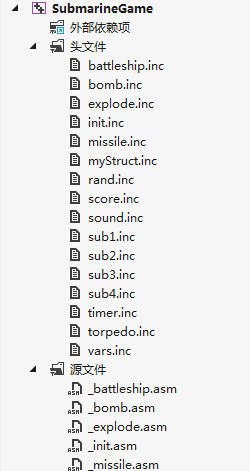 SubmarineGame
外部依赖项
头文件
battleship.inc
bomb.inc
explode.inc
init.inc
missile.inc
myStruct.inc
rand.inc
score.inc
sound.inc
sub1.inc
sub2.inc
sub3.inc
sub4.inc
timer.inc
torpedo.inc
vars.inc
源文件
_battleship.asm
_bomb.asm
_explode.asm
_init.asm
_missile.asm